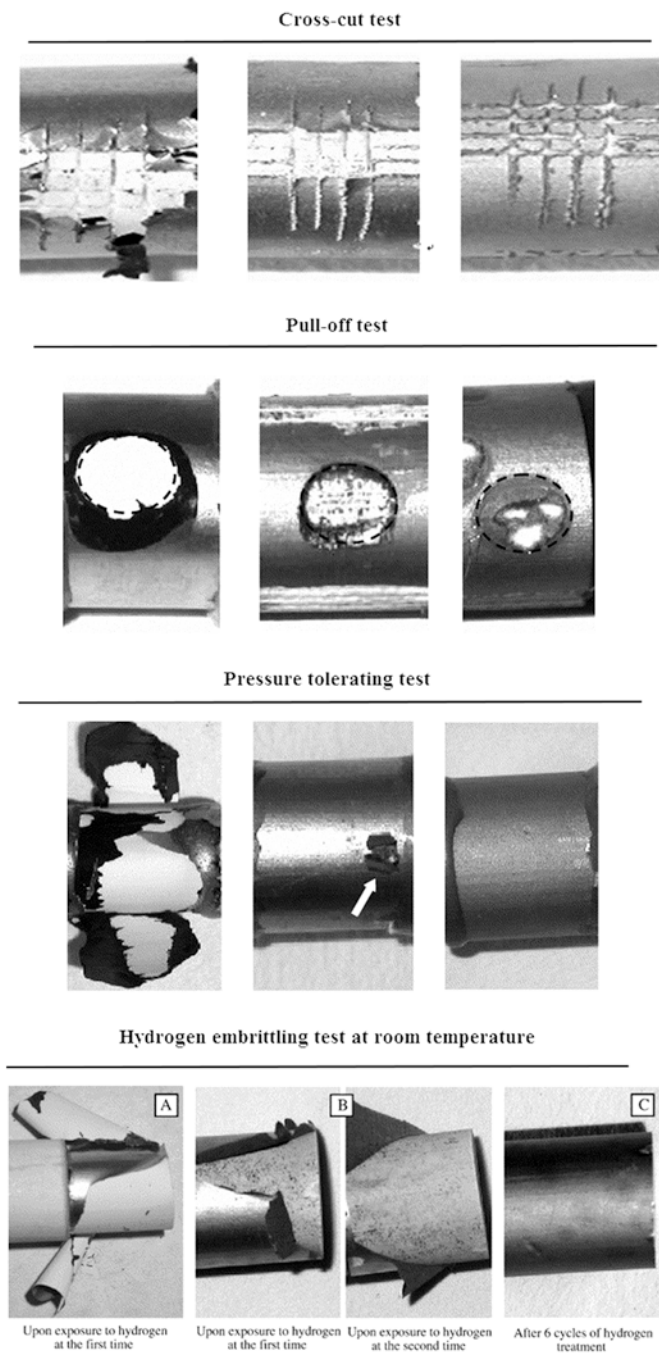 Cross-cut test
Pull-off test
Pressure tolerating test
Hydrogen embrittling test at room temperature
A
B
C
Upon exposure to hydrogen
at the first time
Upon exposure to hydrogen
at the first time
Upon exposure to hydrogen
at the second time
After 6 cycles of hydrogen
treatment